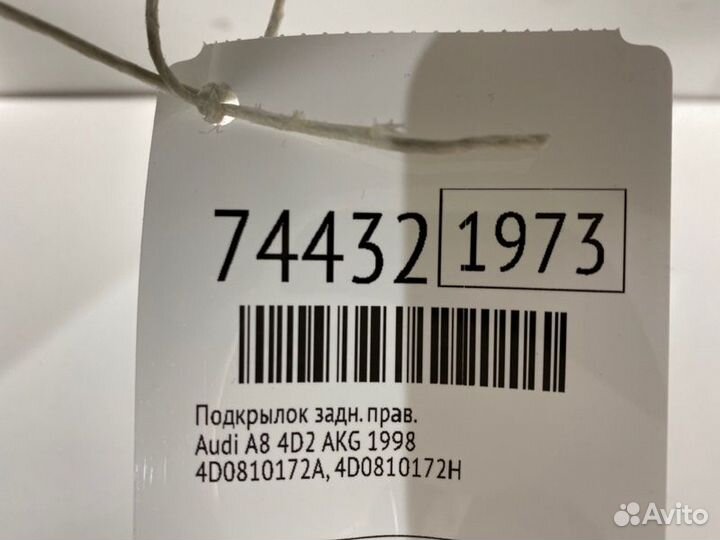 74432 1973
Подкрылок задн. прав.
Audi A8 4D2 AKG 1998
4D0810172A, 4D0810172H
Avito